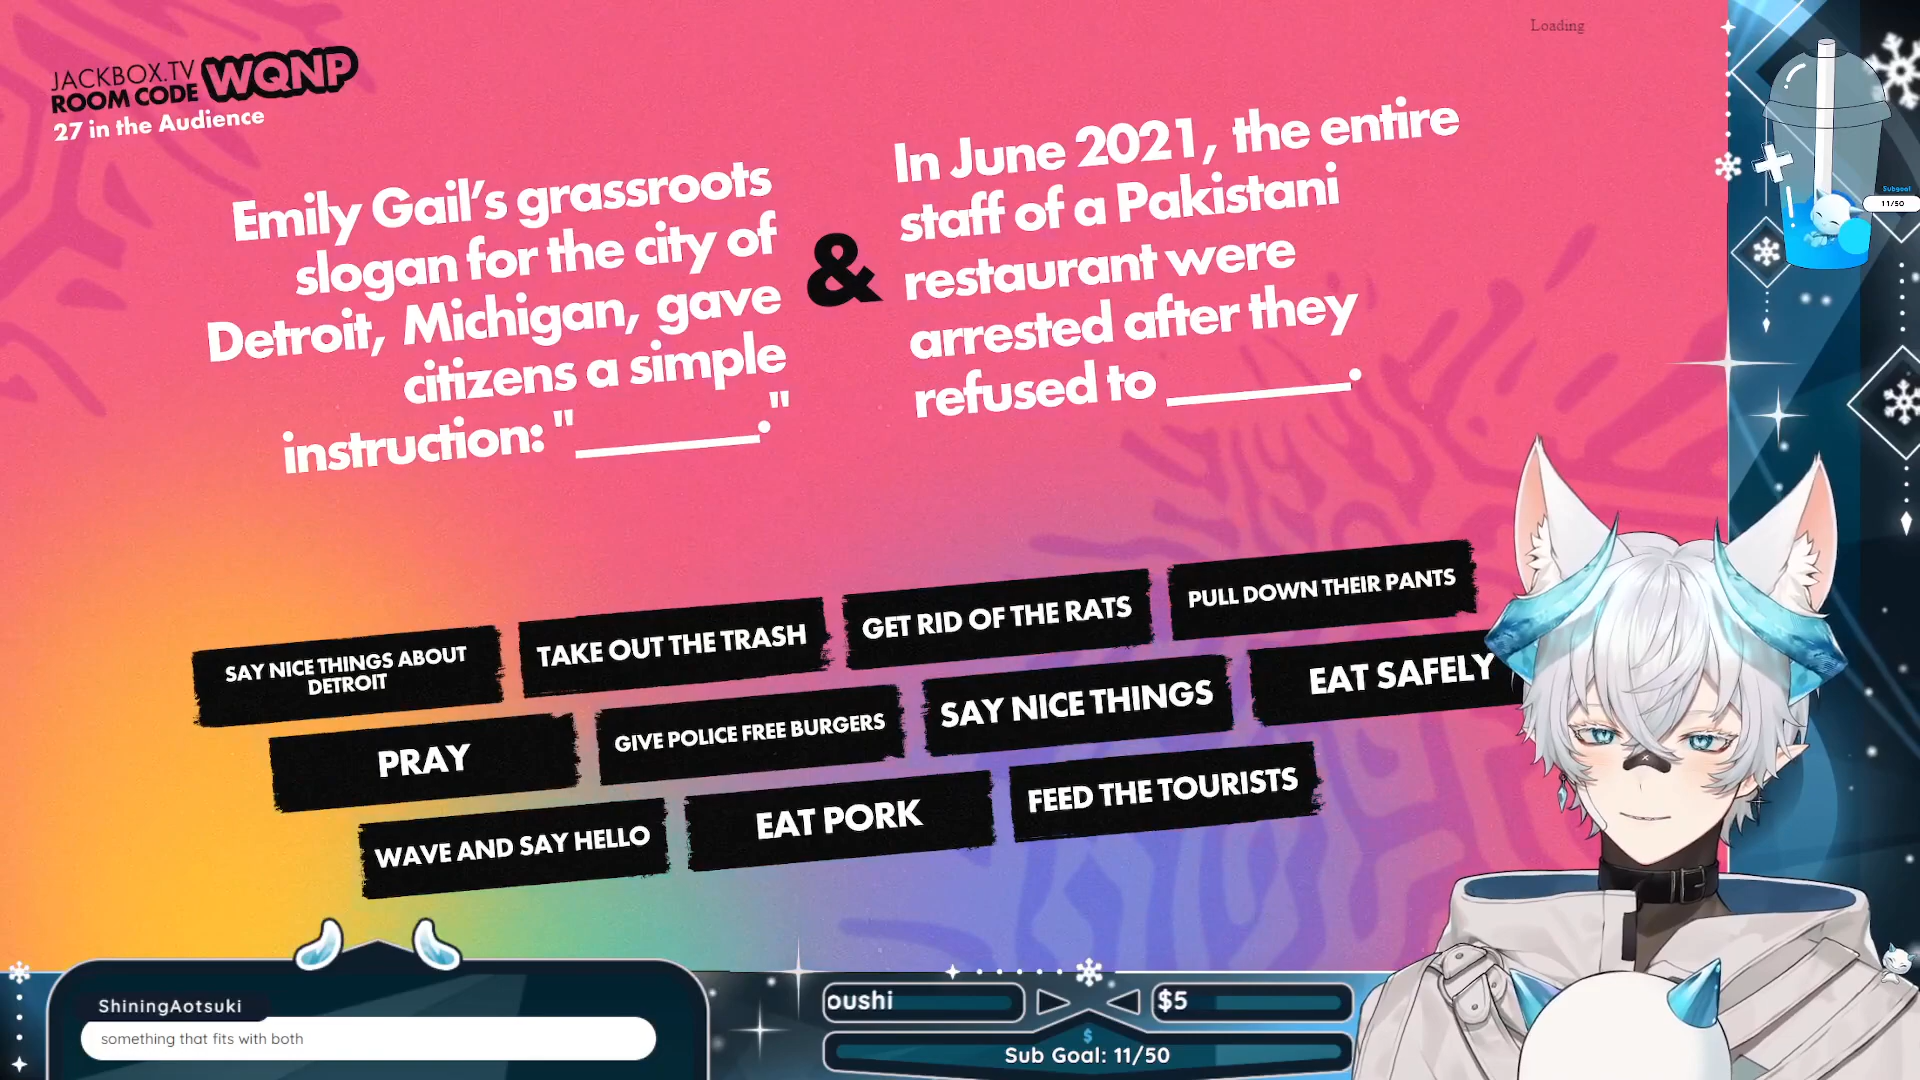 Loading
JACKBOX.TV
ROOM CODE WQNP
27 in the Audience
Emily Gail's grassroots
slogan for the city of
Detroit, Michigan, gave
citizens a simple
instruction: "______."
&
In June 2021, the entire
staff of a Pakistani
restaurant were
arrested after they
refused to ______.
SAY NICE THINGS ABOUT
DETROIT
TAKE OUT THE TRASH
GET RID OF THE RATS
PULL DOWN THEIR PANTS
PRAY
GIVE POLICE FREE BURGERS
SAY NICE THINGS
EAT SAFELY
WAVE AND SAY HELLO
EAT PORK
FEED THE TOURISTS
Subgoal
11/50
ShiningAotsuki
something that fits with both
oushi
$5
$
Sub Goal: 11/50